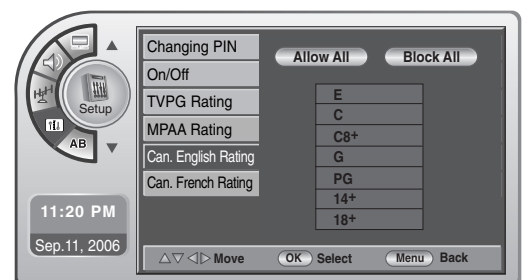 Setup
AB
11:20 PM
Sep.11, 2006
Changing PIN
On/Off
TVPG Rating
MPAA Rating
Can. English Rating
Can. French Rating
Allow All
Block All
E
C
C8+
G
PG
14+
18+
Move
OK Select
Menu Back